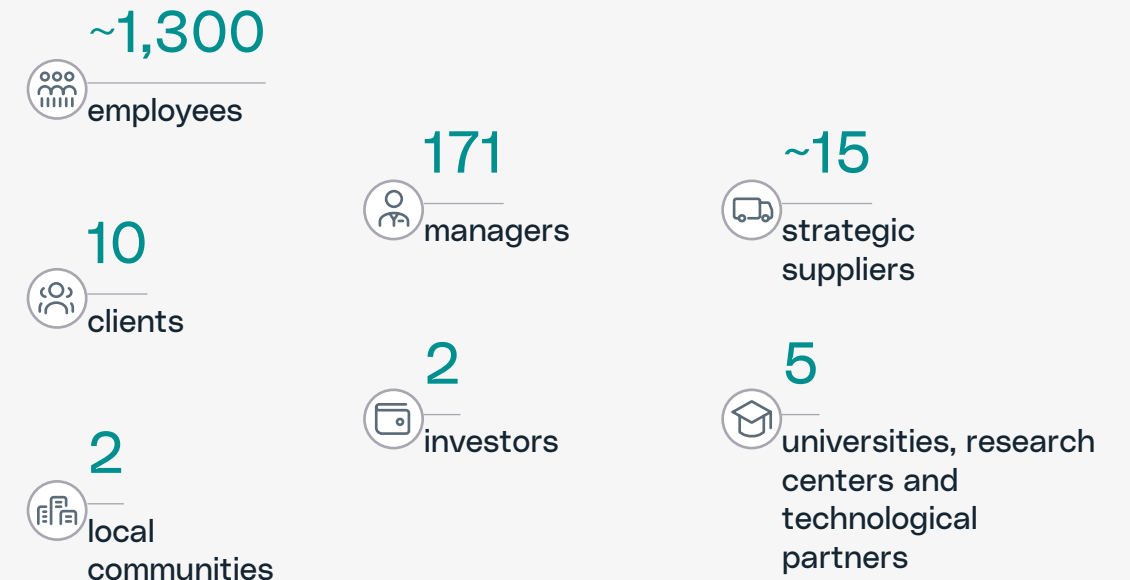 ~1,300
employees
10
clients
2
local
communities
171
managers
2
investors
~15
strategic
suppliers
5
universities, research
centers and
technological
partners